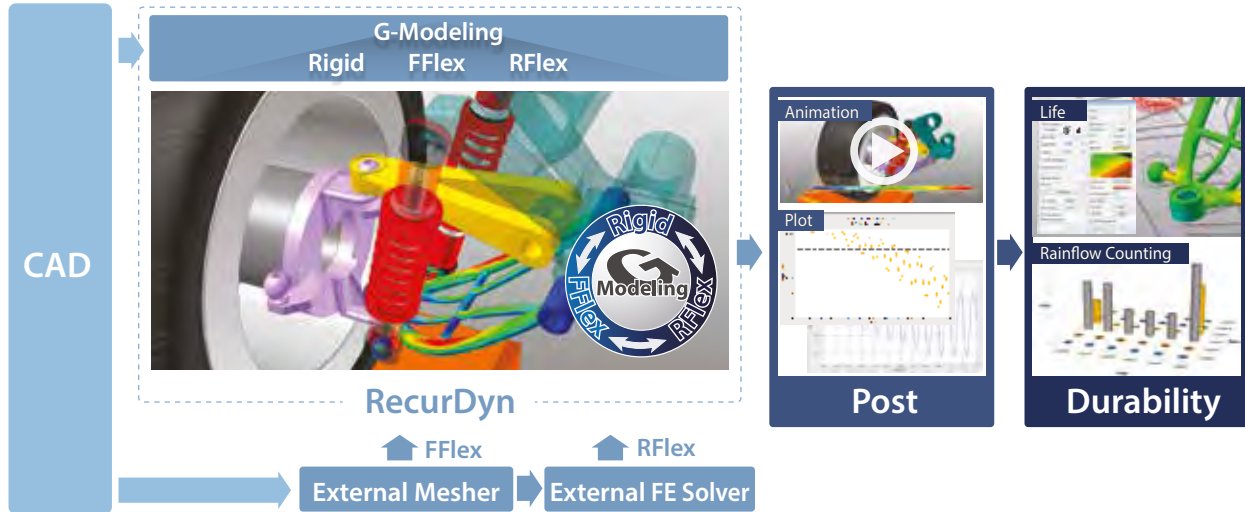 CAD
G-Modeling
Rigid FFlex RFlex
Rigid
G
Modeling
FFlex
RFlex
RecurDyn
FFlex
RFlex
External Mesher
External FE Solver
Animation
Plot
Post
Life
Rainflow Counting
Durability